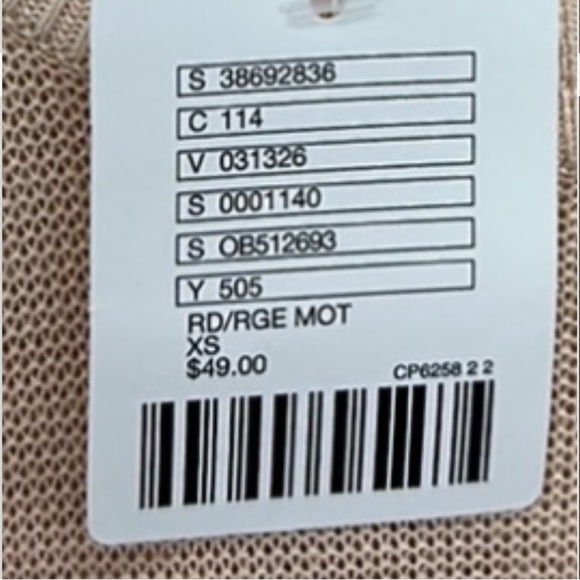 S 38692836
C 114
V 031326
S 0001140
S OB512693
Y 505
RD/RGE MOT
XS
$49.00
CP6258 2 2